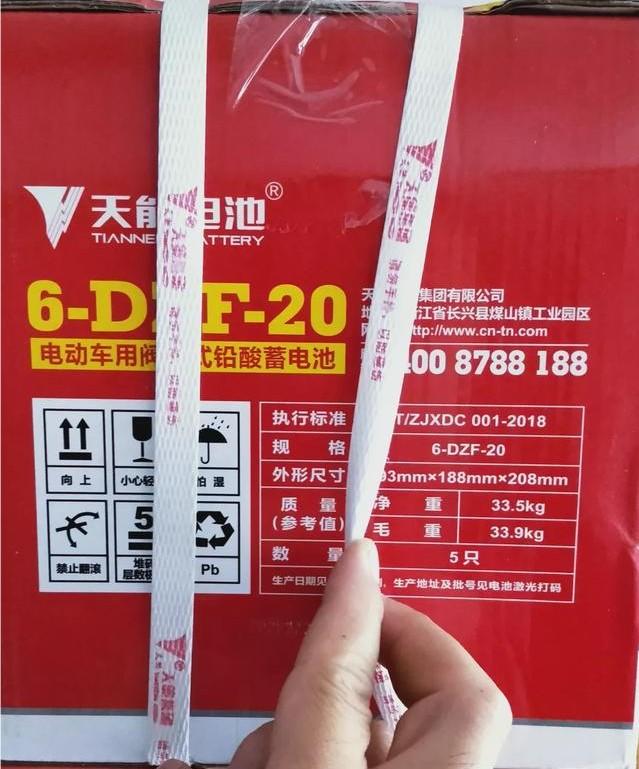 天能电池®
TIANNE BATTERY
6-DZF-20
电动车用阀 式铅酸蓄电池
天 集团有限公司
地 江省长兴县煤山镇工业园区
网 http://www.cn-tn.com
400 8788 188
向上
小心轻
怕湿
禁止翻滚
5
堆码
层数极
Pb
执行标准 T/ZJXDC 001-2018
规格 6-DZF-20
外形尺寸 93mm×188mm×208mm
质量 (参考值) 净重 33.5kg
毛重 33.9kg
数量 5只
生产日期见 生产地址及批号见电池激光打码